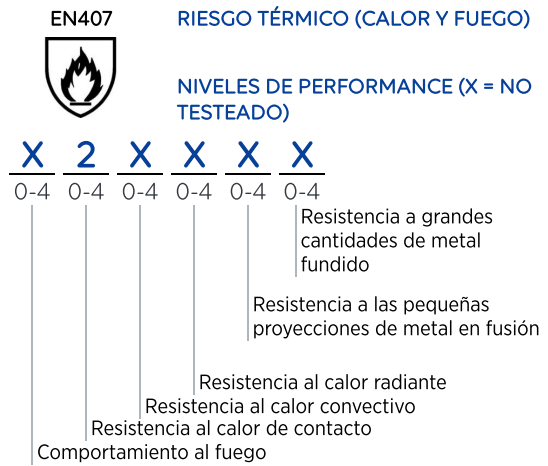 EN407
RIESGO TÉRMICO (CALOR Y FUEGO)
NIVELES DE PERFORMANCE (X = NO
TESTEADO)
X 2 X X X X
0-4 0-4 0-4 0-4 0-4 0-4
Resistencia a grandes
cantidades de metal
fundido
Resistencia a las pequeñas
proyecciones de metal en fusión
Resistencia al calor radiante
Resistencia al calor convectivo
Resistencia al calor de contacto
Comportamiento al fuego